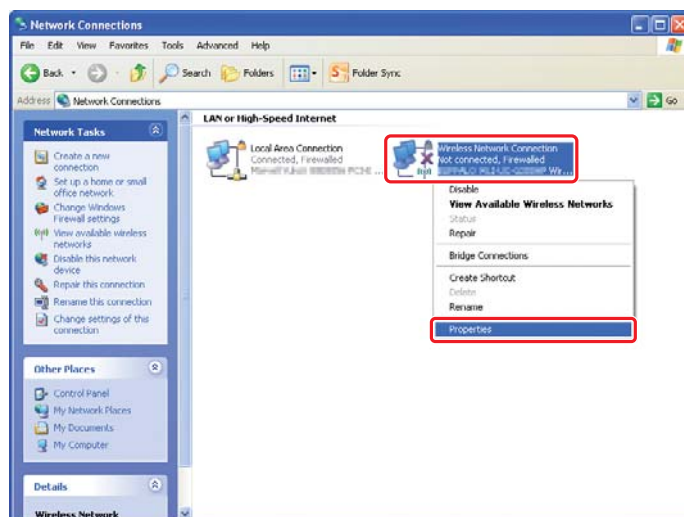 Network Connections
File Edit View Favorites Tools Advanced Help
Back Search Folders Folder Sync
Address Network Connections Go
Network Tasks
Create a new
connection
Set up a home or small
office network
Change Windows
Firewall settings
View available wireless
networks
Disable this network
device
Repair this connection
Rename this connection
Change settings of this
connection
Other Places
Control Panel
My Network Places
My Documents
My Computer
Details
Wireless Network
LAN or High-Speed Internet
Local Area Connection
Connected, Firewalled
Wireless Network Connection
Not connected, Firewalled
Disable
View Available Wireless Networks
Status
Repair
Bridge Connections
Create Shortcut
Delete
Rename
Properties